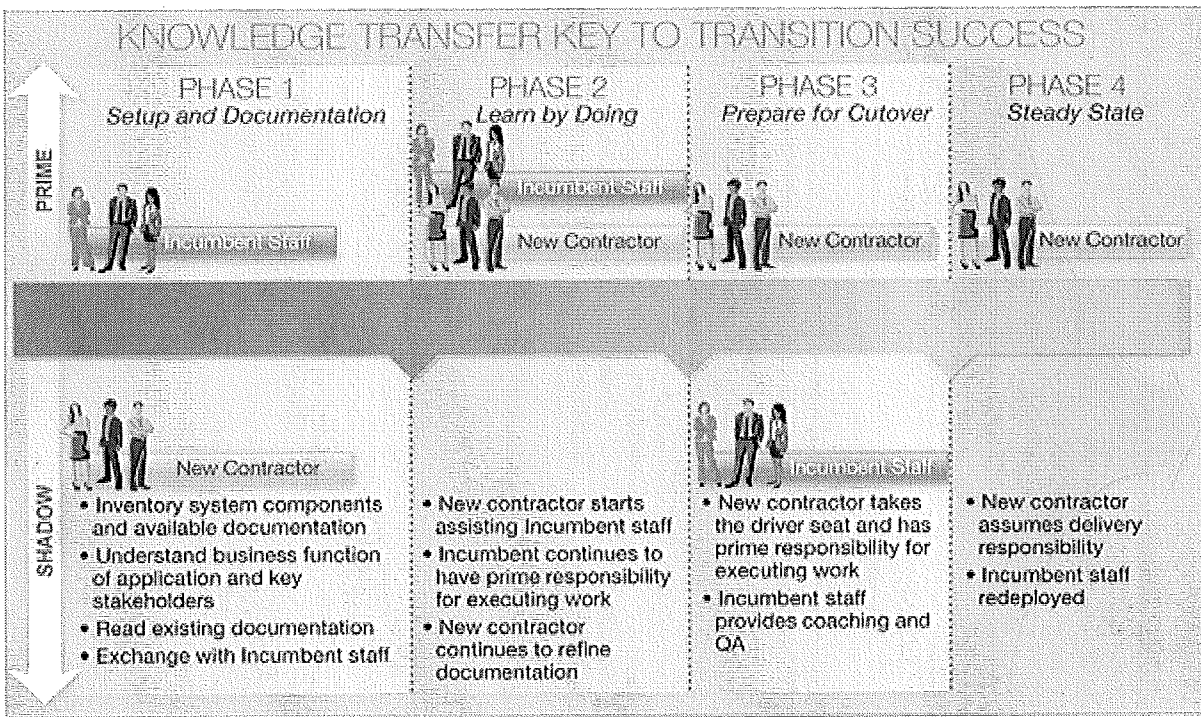 KNOWLEDGE TRANSFER KEY TO TRANSITION SUCCESS
PRIME
PHASE 1
Setup and Documentation
Incumbent Staff
PHASE 2
Learn by Doing
Incumbent Staff
New Contractor
PHASE 3
Prepare for Cutover
New Contractor
PHASE 4
Steady State
New Contractor
SHADOW
New Contractor
• Inventory system components
and available documentation
• Understand business function
of application and key
stakeholders
• Read existing documentation
• Exchange with Incumbent staff
• New contractor starts
assisting Incumbent staff
• Incumbent continues to
have prime responsibility
for executing work
• New contractor
continues to refine
documentation
Incumbent Staff
• New contractor takes
the driver seat and has
prime responsibility for
executing work
• Incumbent staff
provides coaching and
QA
• New contractor
assumes delivery
responsibility
• Incumbent staff
redeployed